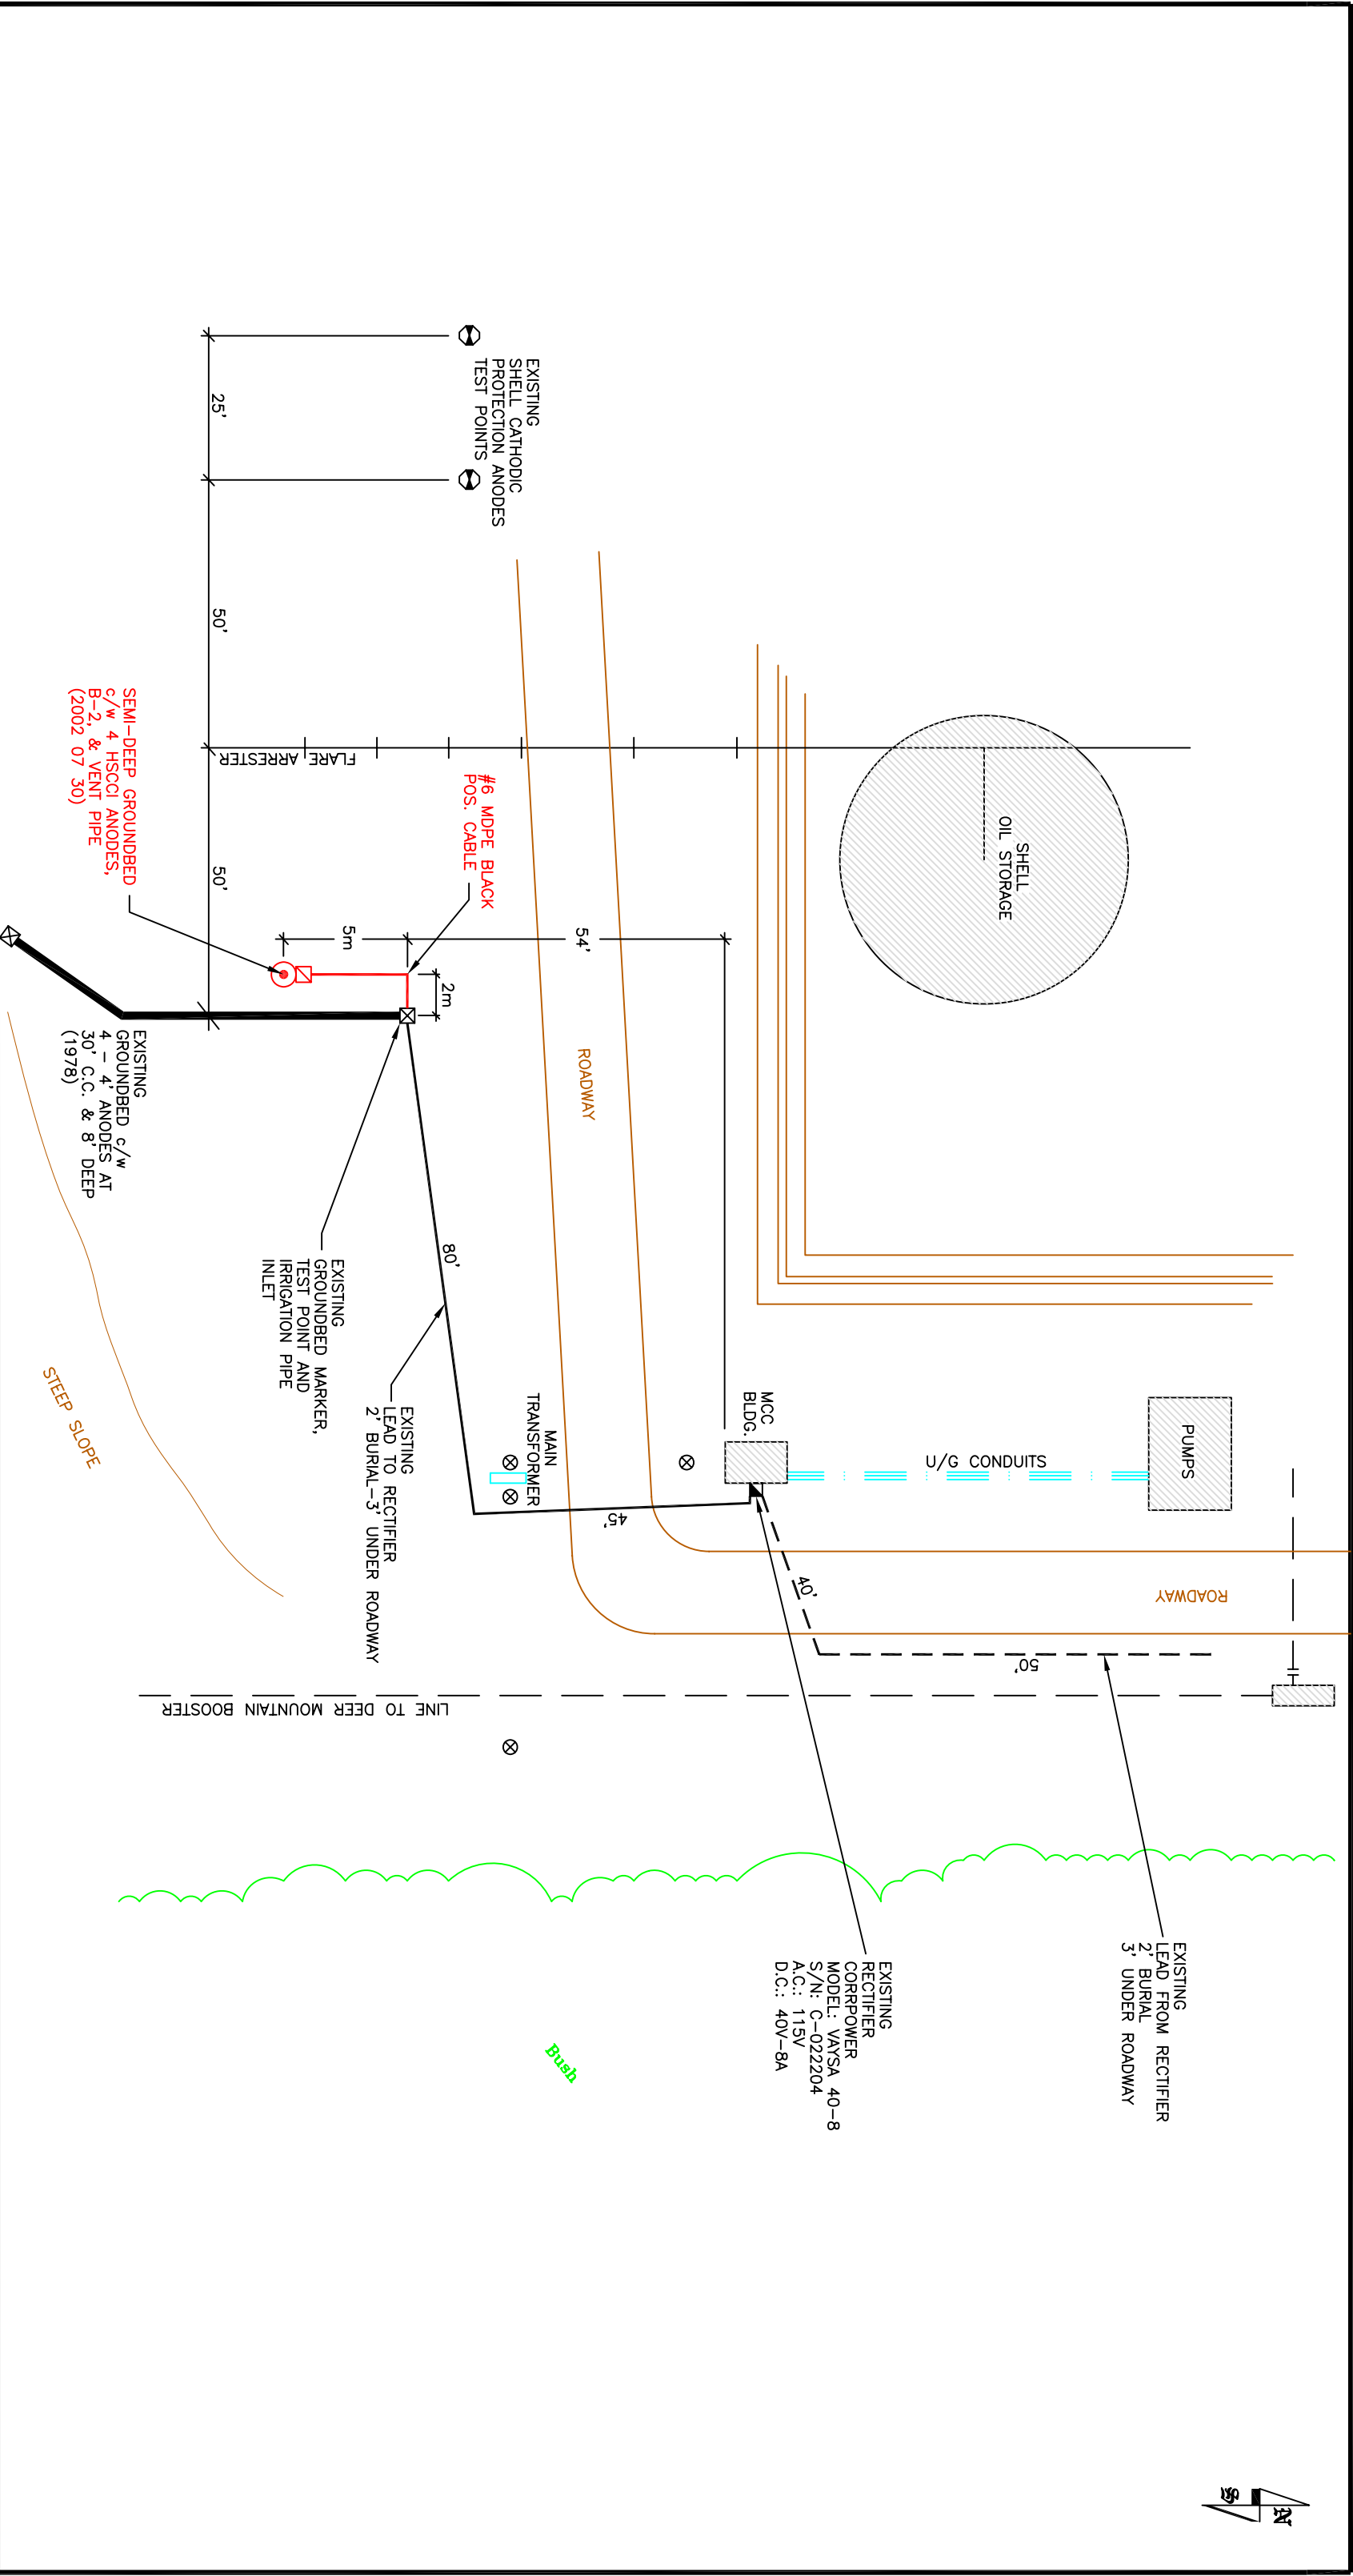 SHELL
OIL STORAGE
PUMPS
U/G CONDUITS
MCC
BLDG.
ROADWAY
ROADWAY
40'
50'
45'
54'
80'
MAIN
TRANSFORMER
EXISTING
SHELL CATHODIC
PROTECTION ANODES
TEST POINTS
25'
50'
50'
5m
2m
FLARE ARRESTER
#6 MDPE BLACK
POS. CABLE
SEMI-DEEP GROUNDBED
c/w 4 HSCCI ANODES,
B-2, & VENT PIPE
(2002 07 30)
EXISTING
GROUNDBED c/w
4 - 4' ANODES AT
30' C.C. & 8' DEEP
(1978)
EXISTING
GROUNDBED MARKER,
TEST POINT AND
IRRIGATION PIPE
INLET
EXISTING
LEAD TO RECTIFIER
2' BURIAL-3' UNDER ROADWAY
STEEP SLOPE
LINE TO DEER MOUNTAIN BOOSTER
EXISTING
LEAD FROM RECTIFIER
2' BURIAL
3' UNDER ROADWAY
EXISTING
RECTIFIER
CORRPOWER
MODEL: VAYSA 40-8
S/N: C-022204
A.C.: 115V
D.C.: 40V-8A
Bush